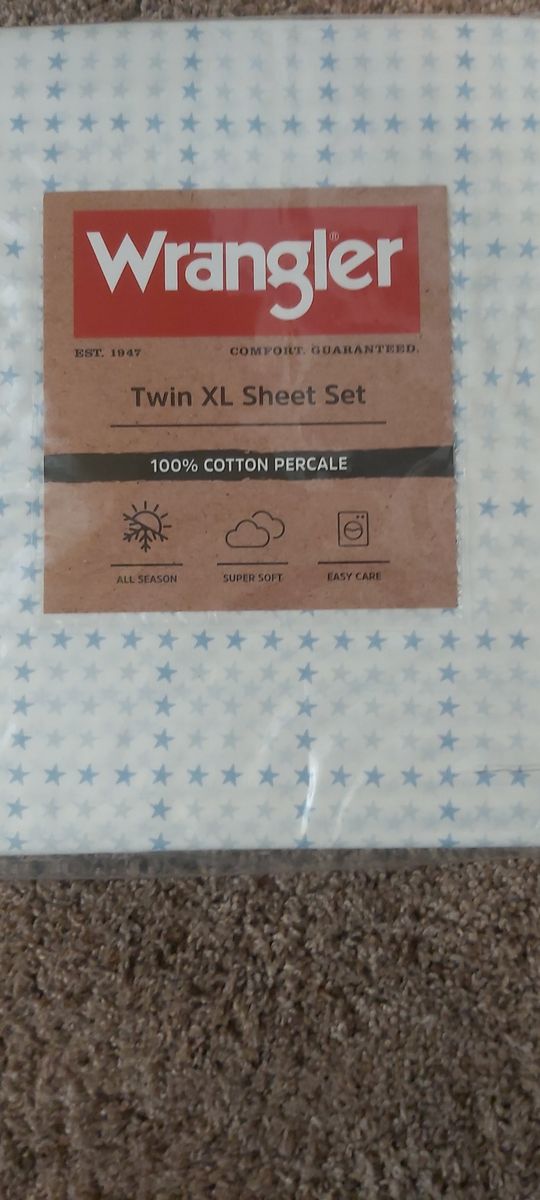 Wrangler®
EST. 1947 COMFORT. GUARANTEED.
Twin XL Sheet Set
100% COTTON PERCALE
ALL SEASON SUPER SOFT EASY CARE